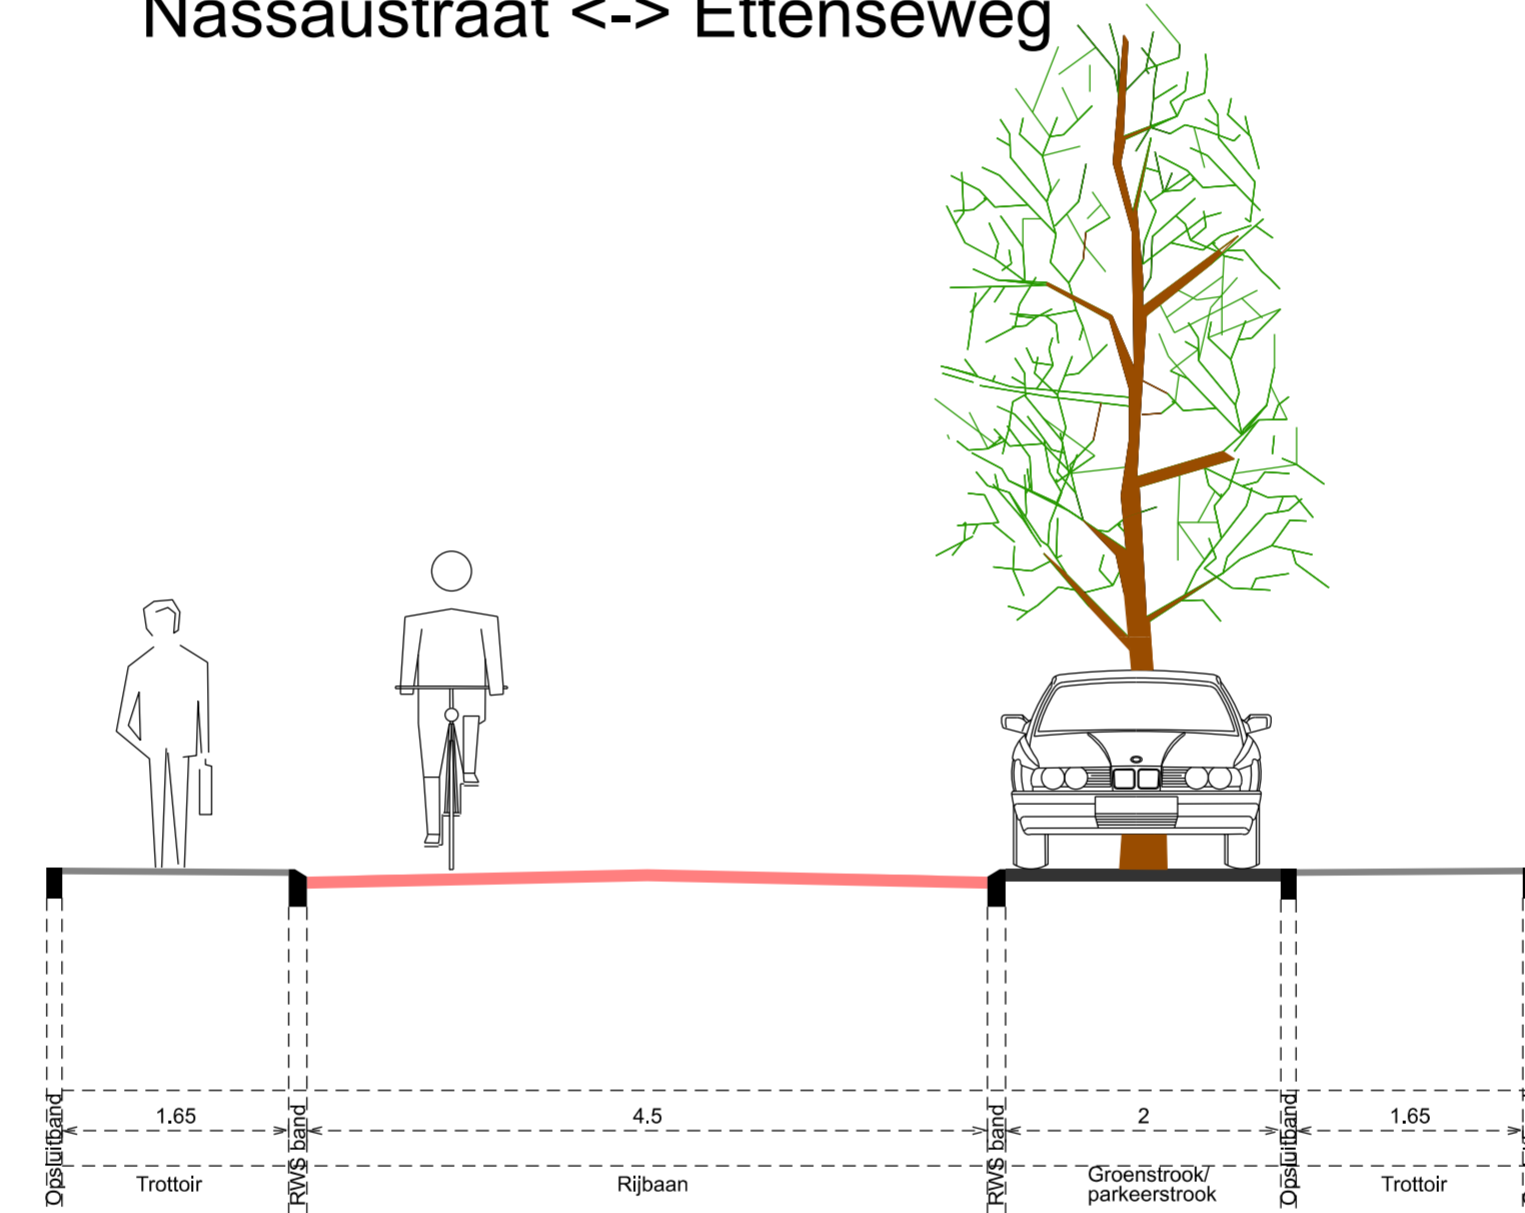 Nassaustraat <-> Ettenseweg
1.65
4.5
2
1.65
Opsluitband
Trottoir
RWS band
Rijbaan
RWS band
Groenstrook/
parkeerstrook
Opsluitband
Trottoir